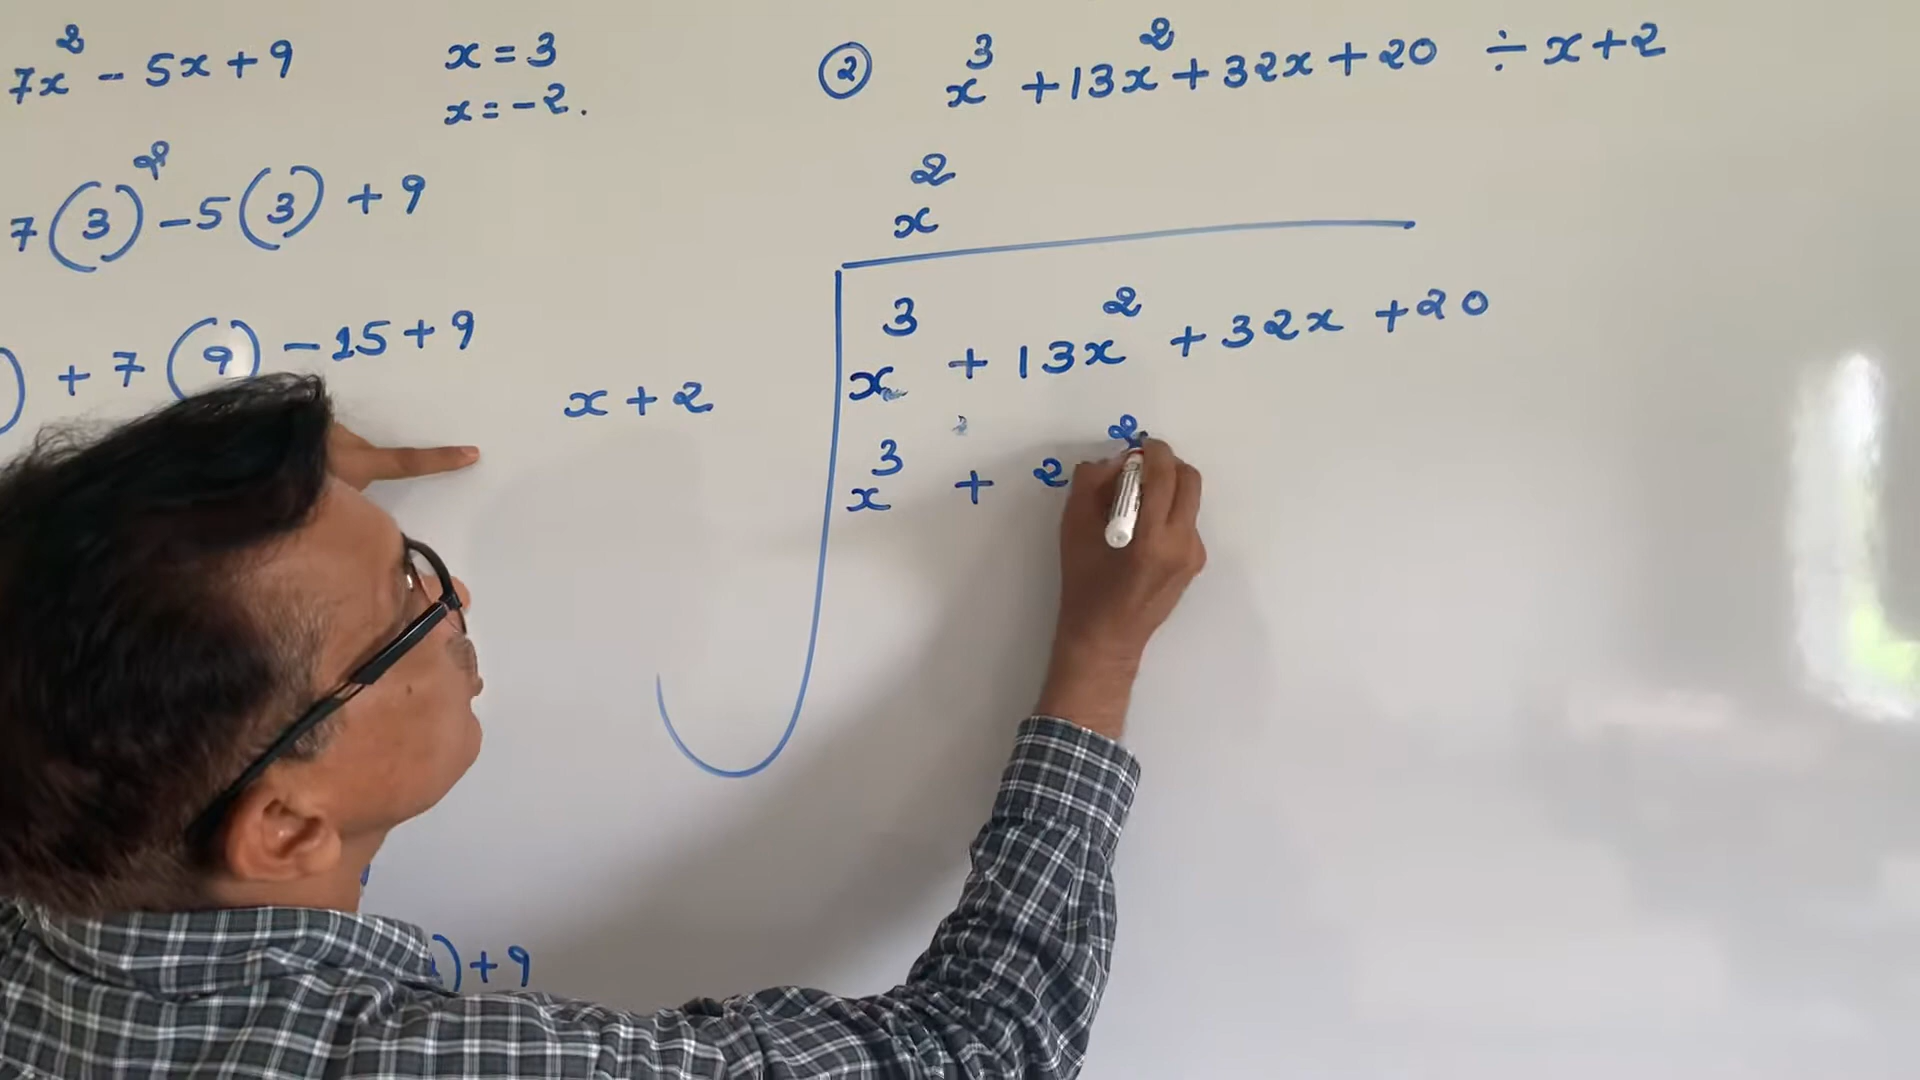 7x² - 5x + 9
x = 3
x = -2.
7(3)² - 5(3) + 9
) + 7(9) - 15 + 9
) + 9
② x³ + 13x² + 32x + 20 ÷ x + 2
x²
x + 2
x³ + 13x² + 32x + 20
x³ + 2 ²